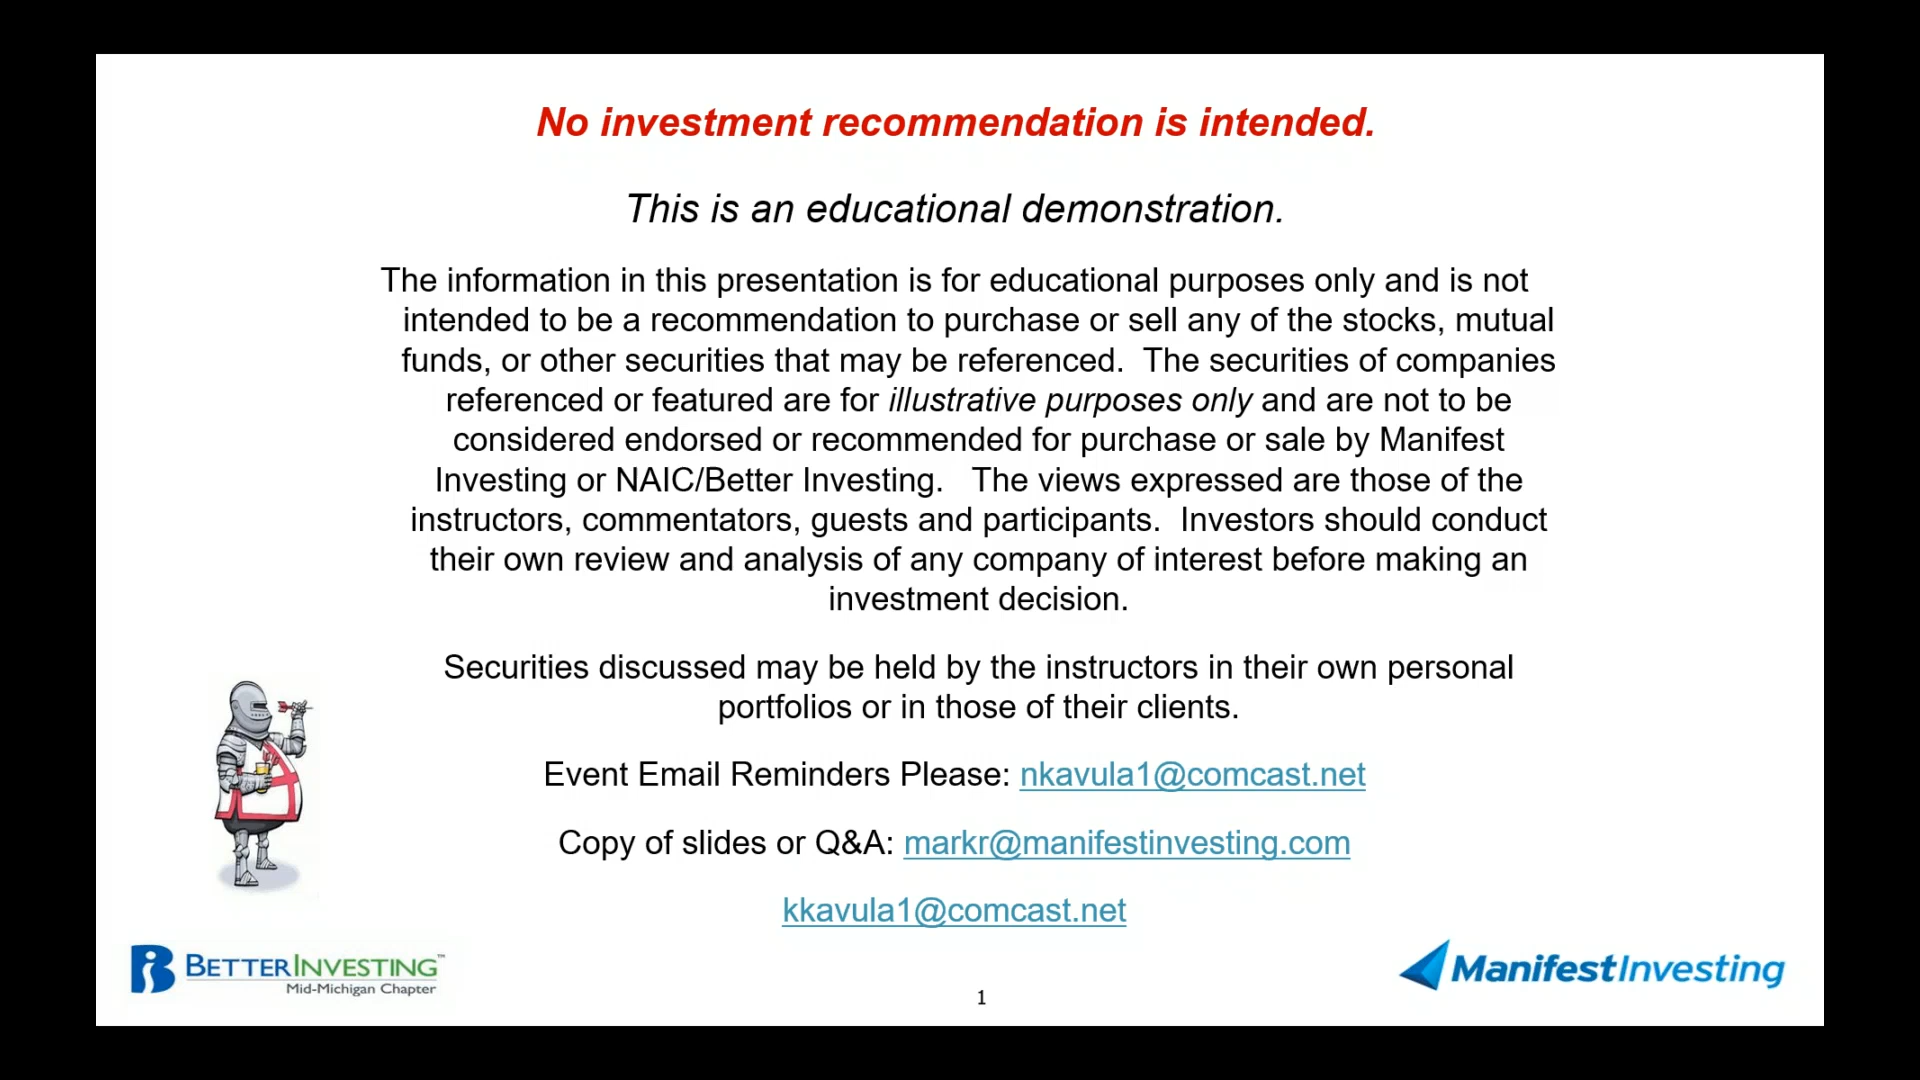 No investment recommendation is intended.
This is an educational demonstration.
The information in this presentation is for educational purposes only and is not
intended to be a recommendation to purchase or sell any of the stocks, mutual
funds, or other securities that may be referenced.  The securities of companies
referenced or featured are for illustrative purposes only and are not to be
considered endorsed or recommended for purchase or sale by Manifest
Investing or NAIC/Better Investing.   The views expressed are those of the
instructors, commentators, guests and participants.  Investors should conduct
their own review and analysis of any company of interest before making an
investment decision.
Securities discussed may be held by the instructors in their own personal
portfolios or in those of their clients.
Event Email Reminders Please: nkavula1@comcast.net
Copy of slides or Q&A: markr@manifestinvesting.com
kkavula1@comcast.net
BETTERINVESTING™
Mid-Michigan Chapter
1
ManifestInvesting